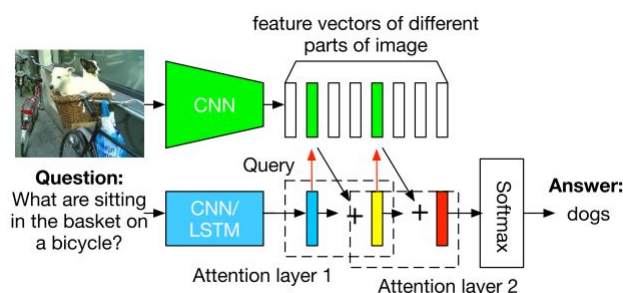 feature vectors of different
parts of image
CNN
Query
Question:
What are sitting
in the basket on
a bicycle?
CNN/
LSTM
+
+
Softmax
Answer:
dogs
Attention layer 1
Attention layer 2